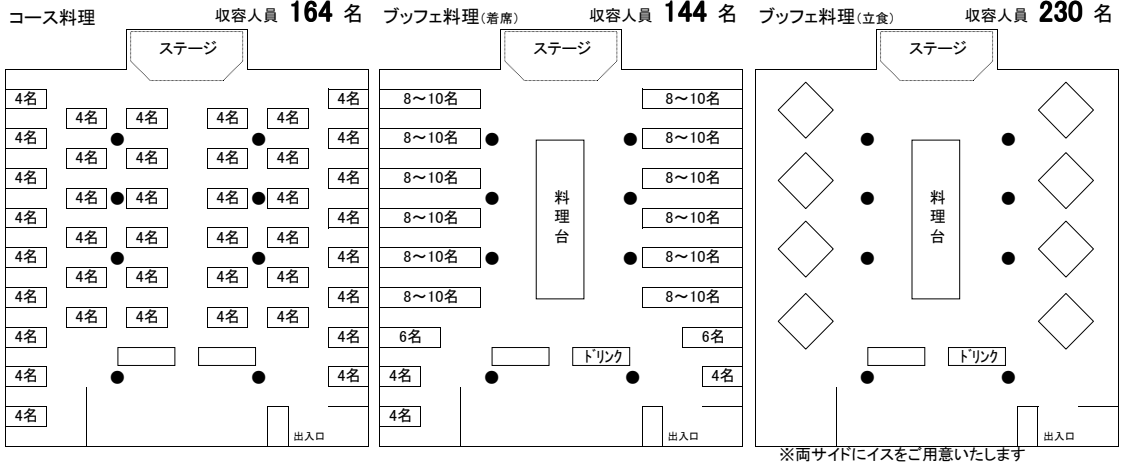 コース料理 収容人員 164 名
ステージ
4名 4名
4名 4名 4名 4名
4名 4名
4名 4名 4名 4名
4名 4名
4名 4名 4名 4名
4名 4名
4名 4名 4名 4名
4名 4名
4名 4名 4名 4名
4名 4名
4名 4名 4名 4名
4名 4名
4名 4名
4名
出入口
ブッフェ料理(着席) 収容人員 144 名
ステージ
8～10名 8～10名
8～10名 8～10名
8～10名 8～10名
8～10名 8～10名
8～10名 8～10名
8～10名 8～10名
料理台
6名 6名
ﾄﾞﾘﾝｸ
4名 4名
4名
出入口
ブッフェ料理(立食) 収容人員 230 名
ステージ
料理台
ﾄﾞﾘﾝｸ
出入口
※両サイドにイスをご用意いたします